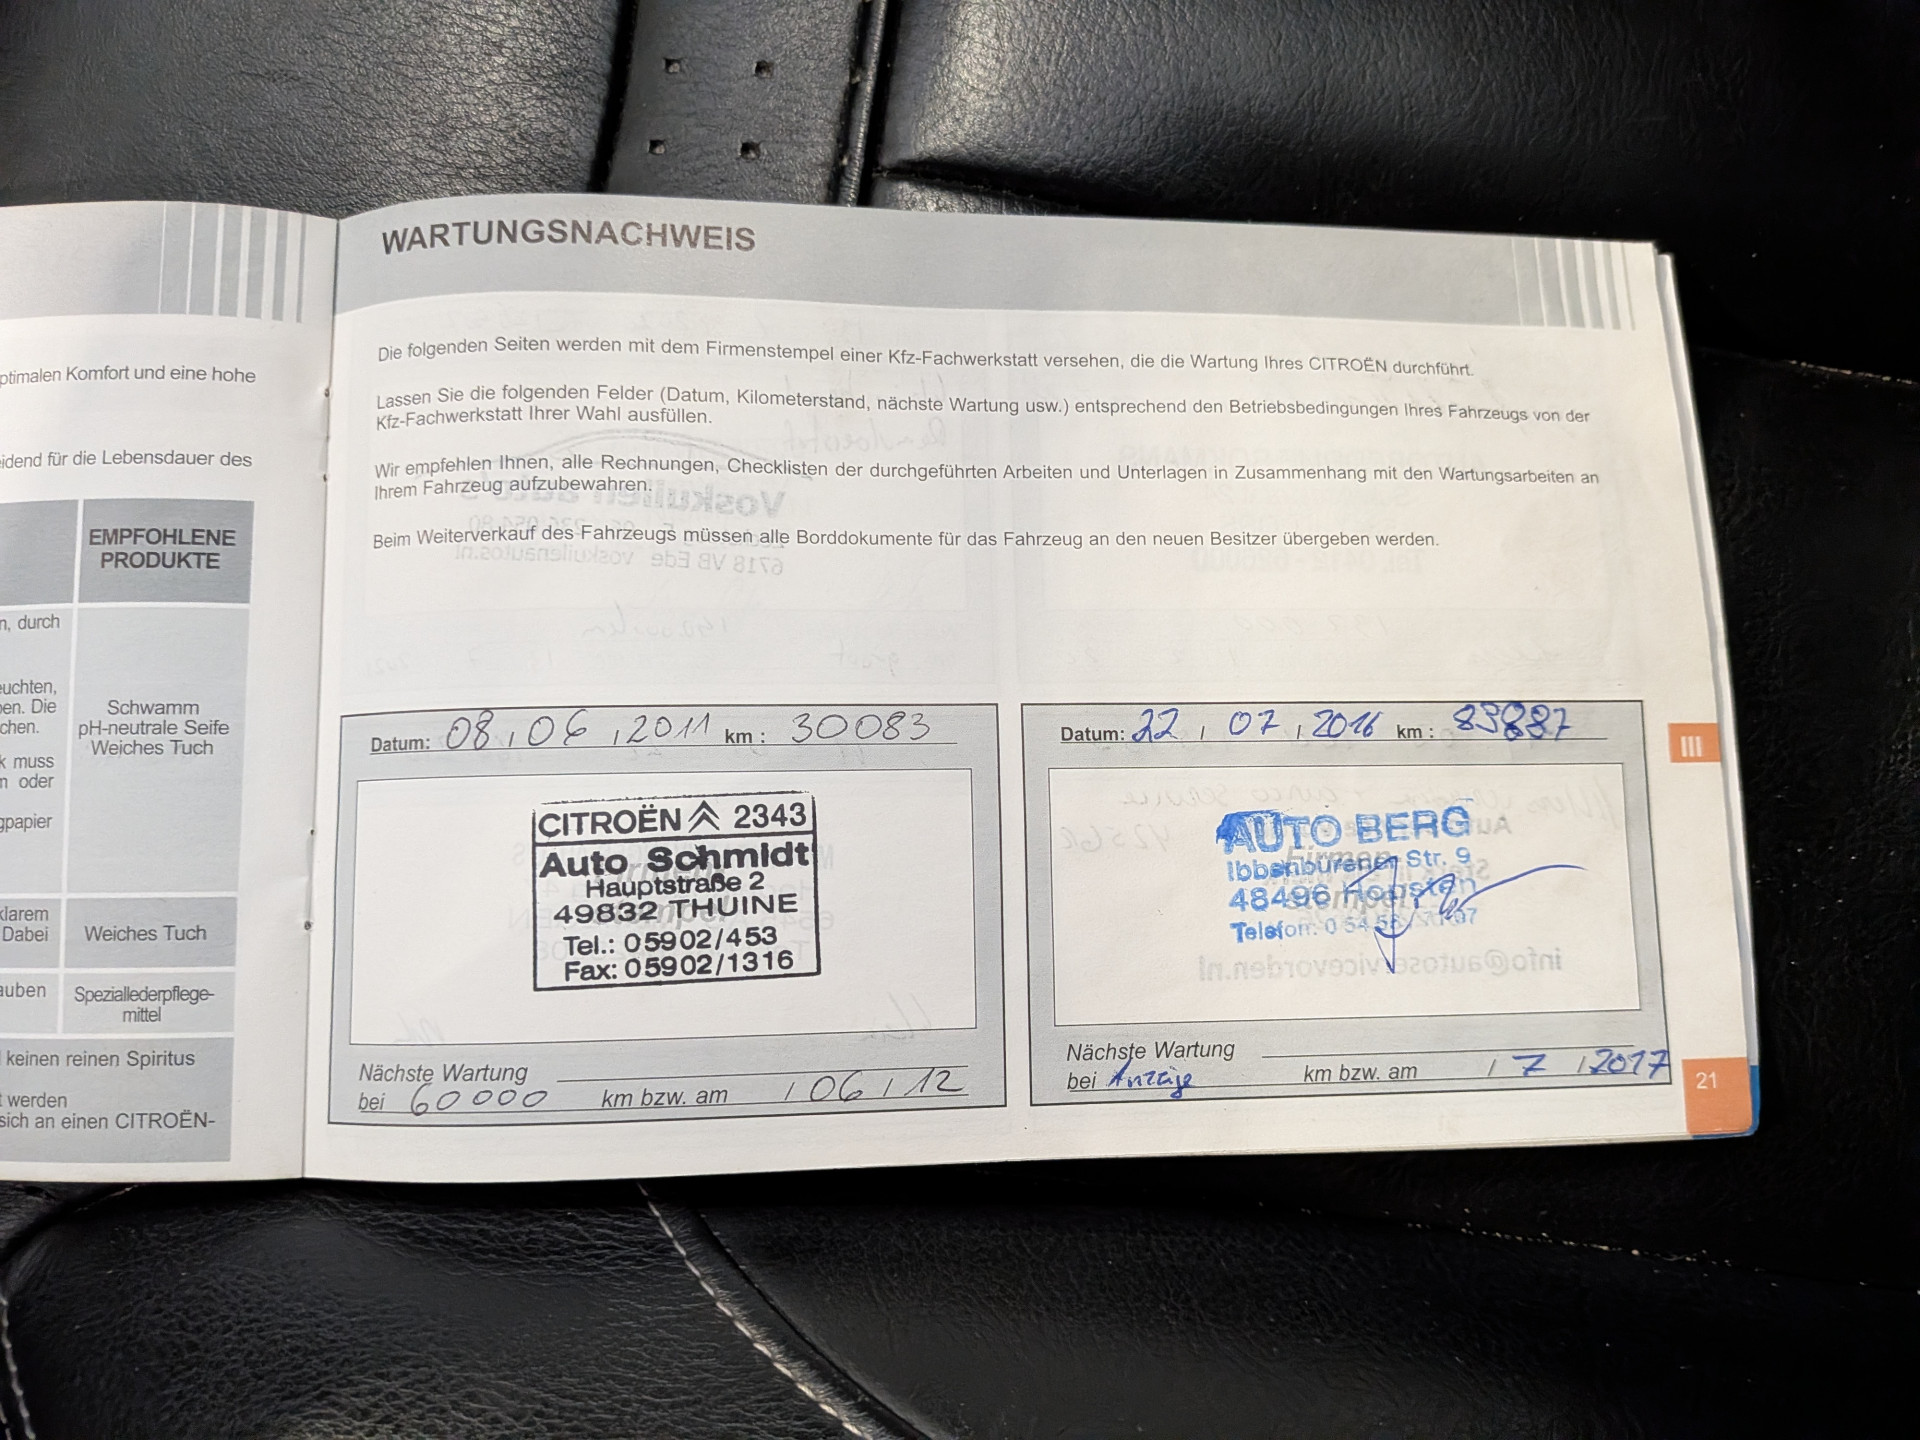 ptimalen Komfort und eine hohe
idend für die Lebensdauer des
EMPFOHLENE
PRODUKTE
n, durch
euchten,
en. Die
chen.
k muss
n oder
gpapier
Schwamm
pH-neutrale Seife
Weiches Tuch
klarem
Dabei
Weiches Tuch
auben
Speziallederpflege-
mittel
keinen reinen Spiritus
t werden
sich an einen CITROËN-
WARTUNGSNACHWEIS
Die folgenden Seiten werden mit dem Firmenstempel einer Kfz-Fachwerkstatt versehen, die die Wartung Ihres CITROËN durchführt.
Lassen Sie die folgenden Felder (Datum, Kilometerstand, nächste Wartung usw.) entsprechend den Betriebsbedingungen Ihres Fahrzeugs von der
Kfz-Fachwerkstatt Ihrer Wahl ausfüllen.
Wir empfehlen Ihnen, alle Rechnungen, Checklisten der durchgeführten Arbeiten und Unterlagen in Zusammenhang mit den Wartungsarbeiten an
Ihrem Fahrzeug aufzubewahren.
Beim Weiterverkauf des Fahrzeugs müssen alle Borddokumente für das Fahrzeug an den neuen Besitzer übergeben werden.
Datum: 08 / 06 / 2011 km : 30083
CITROËN 2343
Auto Schmidt
Hauptstraße 2
49832 THUINE
Tel.: 05902/453
Fax: 05902/1316
Nächste Wartung
bei 60000 km bzw. am / 06 / 12
Datum: 22 / 07 / 2016 km : 83887
AUTO BERG
Ibbenbürener Str. 9
48496 Hopsten
Telefon:
Nächste Wartung
bei Anzeige km bzw. am / 7 / 2017
III
21